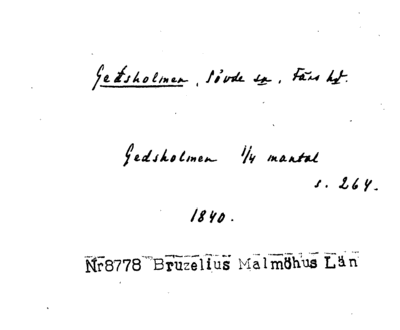 Gedsholmen, Sövde sn, Färs hd.
Gedsholmen 1/4 mantal
s. 264.
1840.
Nr8778 Bruzelius Malmöhus Län